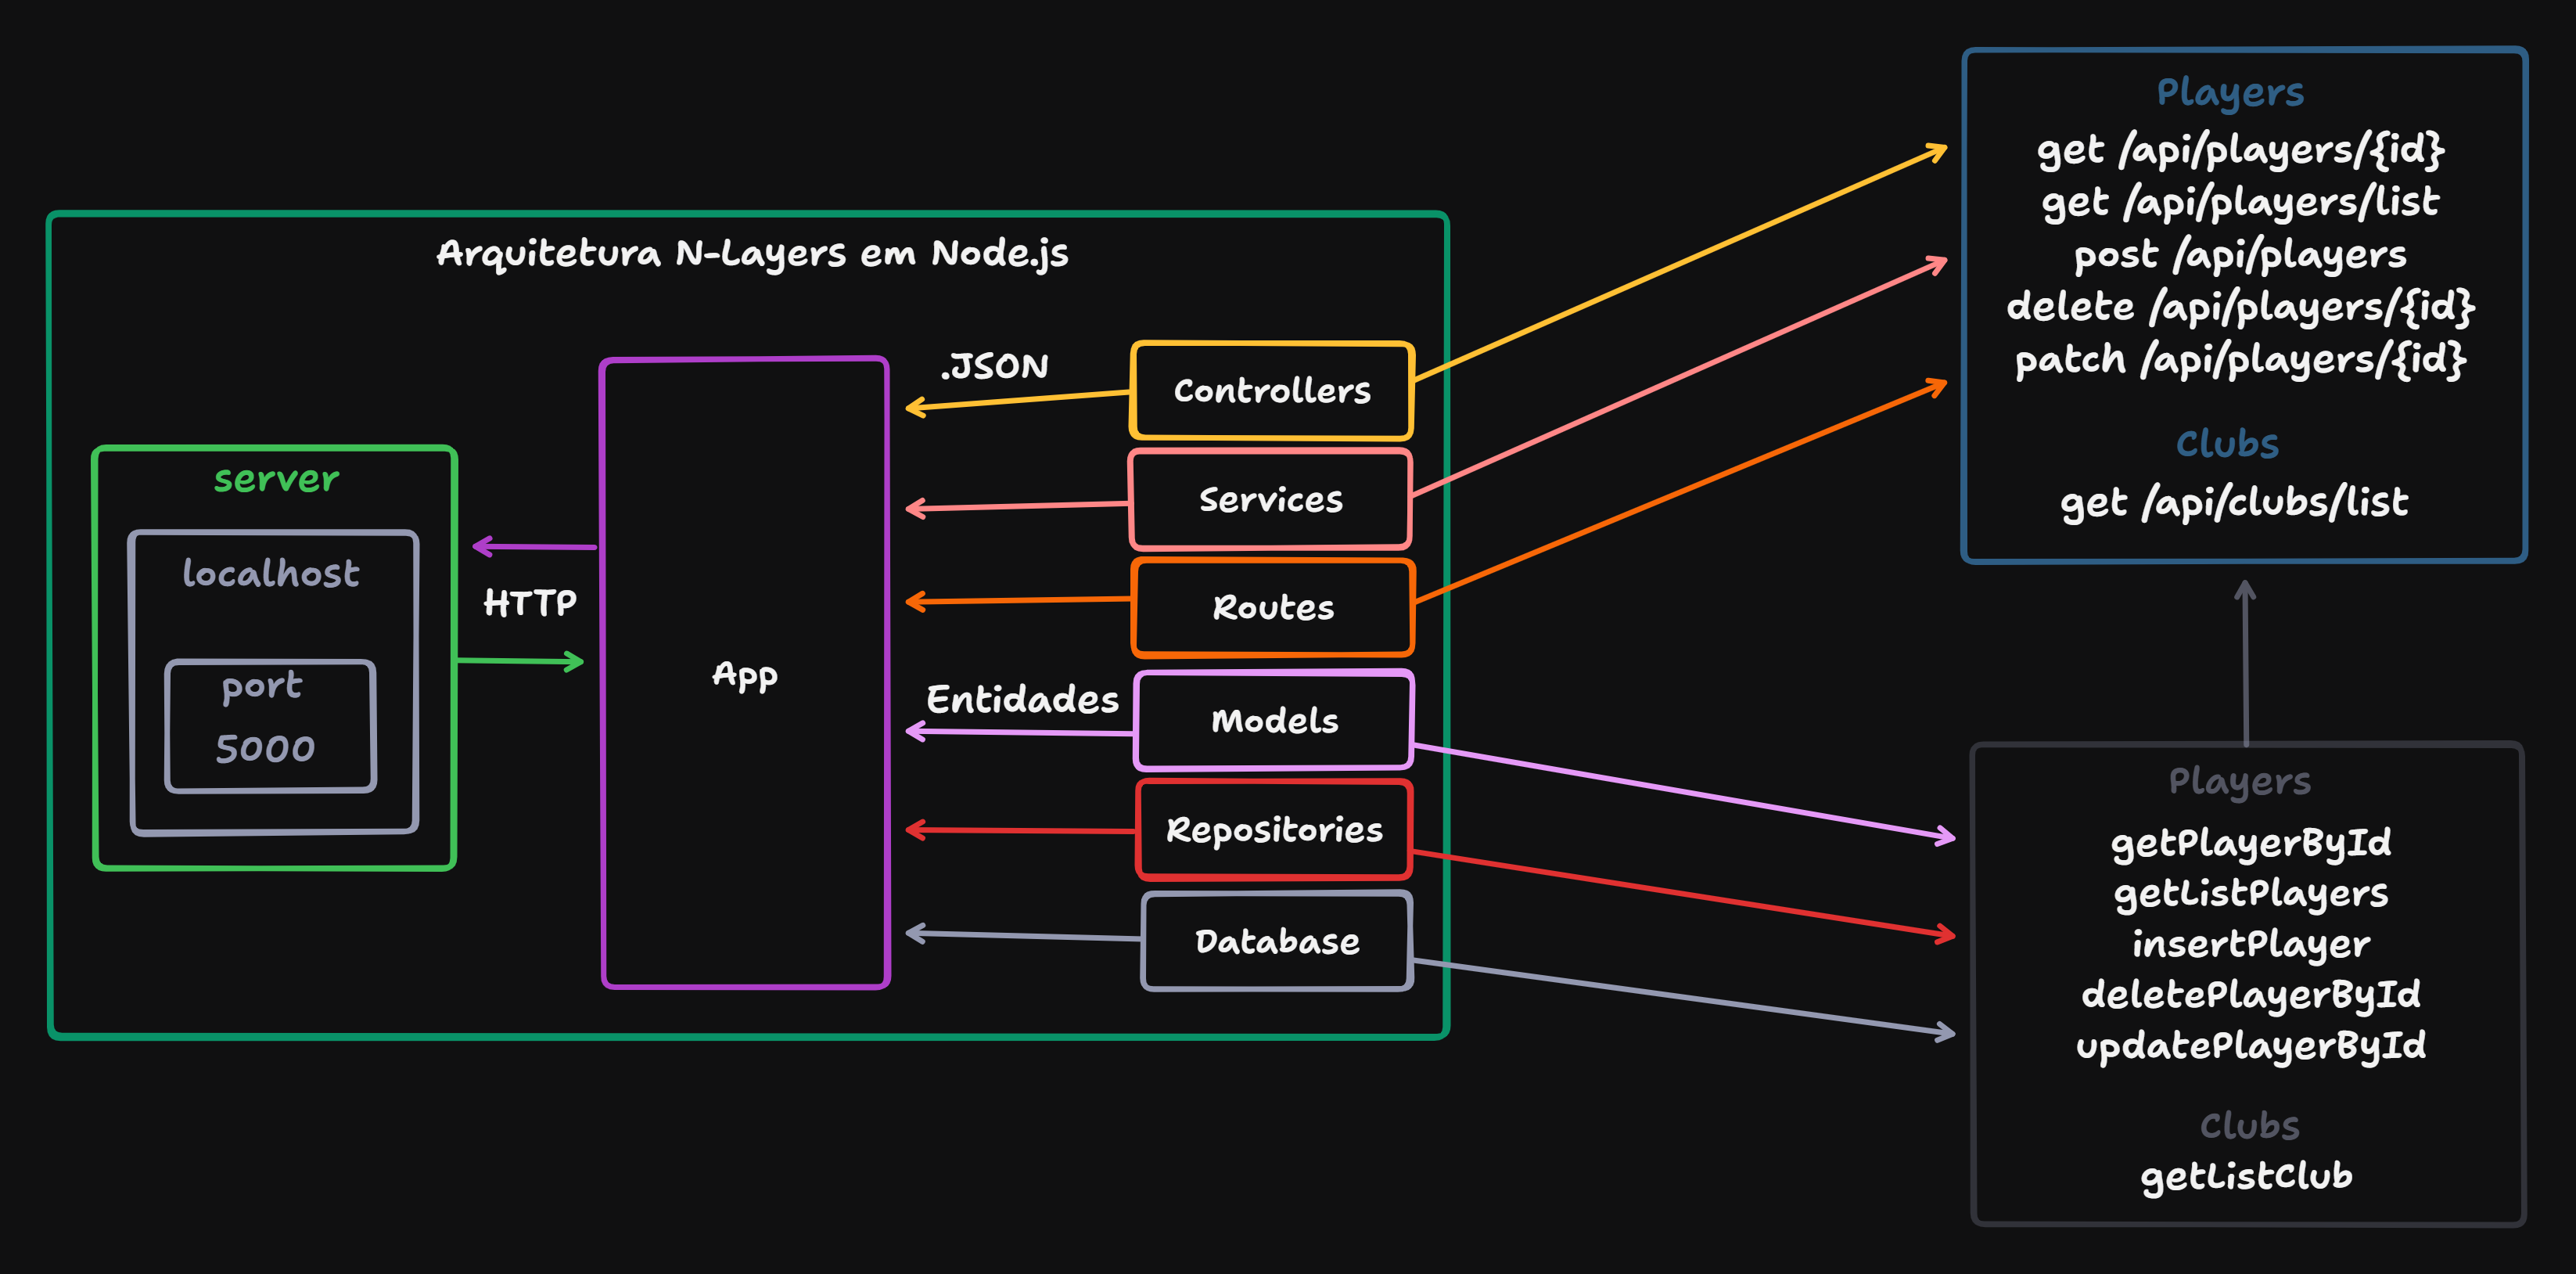 Arquitetura N-Layers em Node.js
server
localhost
port
5000
HTTP
App
.JSON
Entidades
Controllers
Services
Routes
Models
Repositories
Database
Players
get /api/players/{id}
get /api/players/list
post /api/players
delete /api/players/{id}
patch /api/players/{id}
Clubs
get /api/clubs/list
Players
getPlayerById
getListPlayers
insertPlayer
deletePlayerById
updatePlayerById
Clubs
getListClub